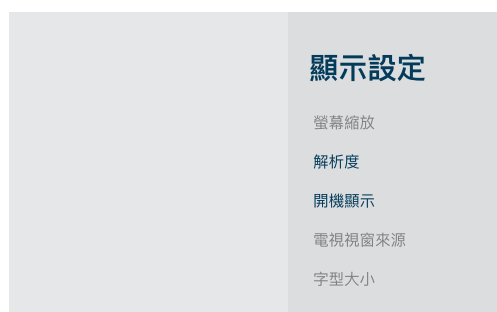 顯示設定
螢幕縮放
解析度
開機顯示
電視視窗來源
字型大小